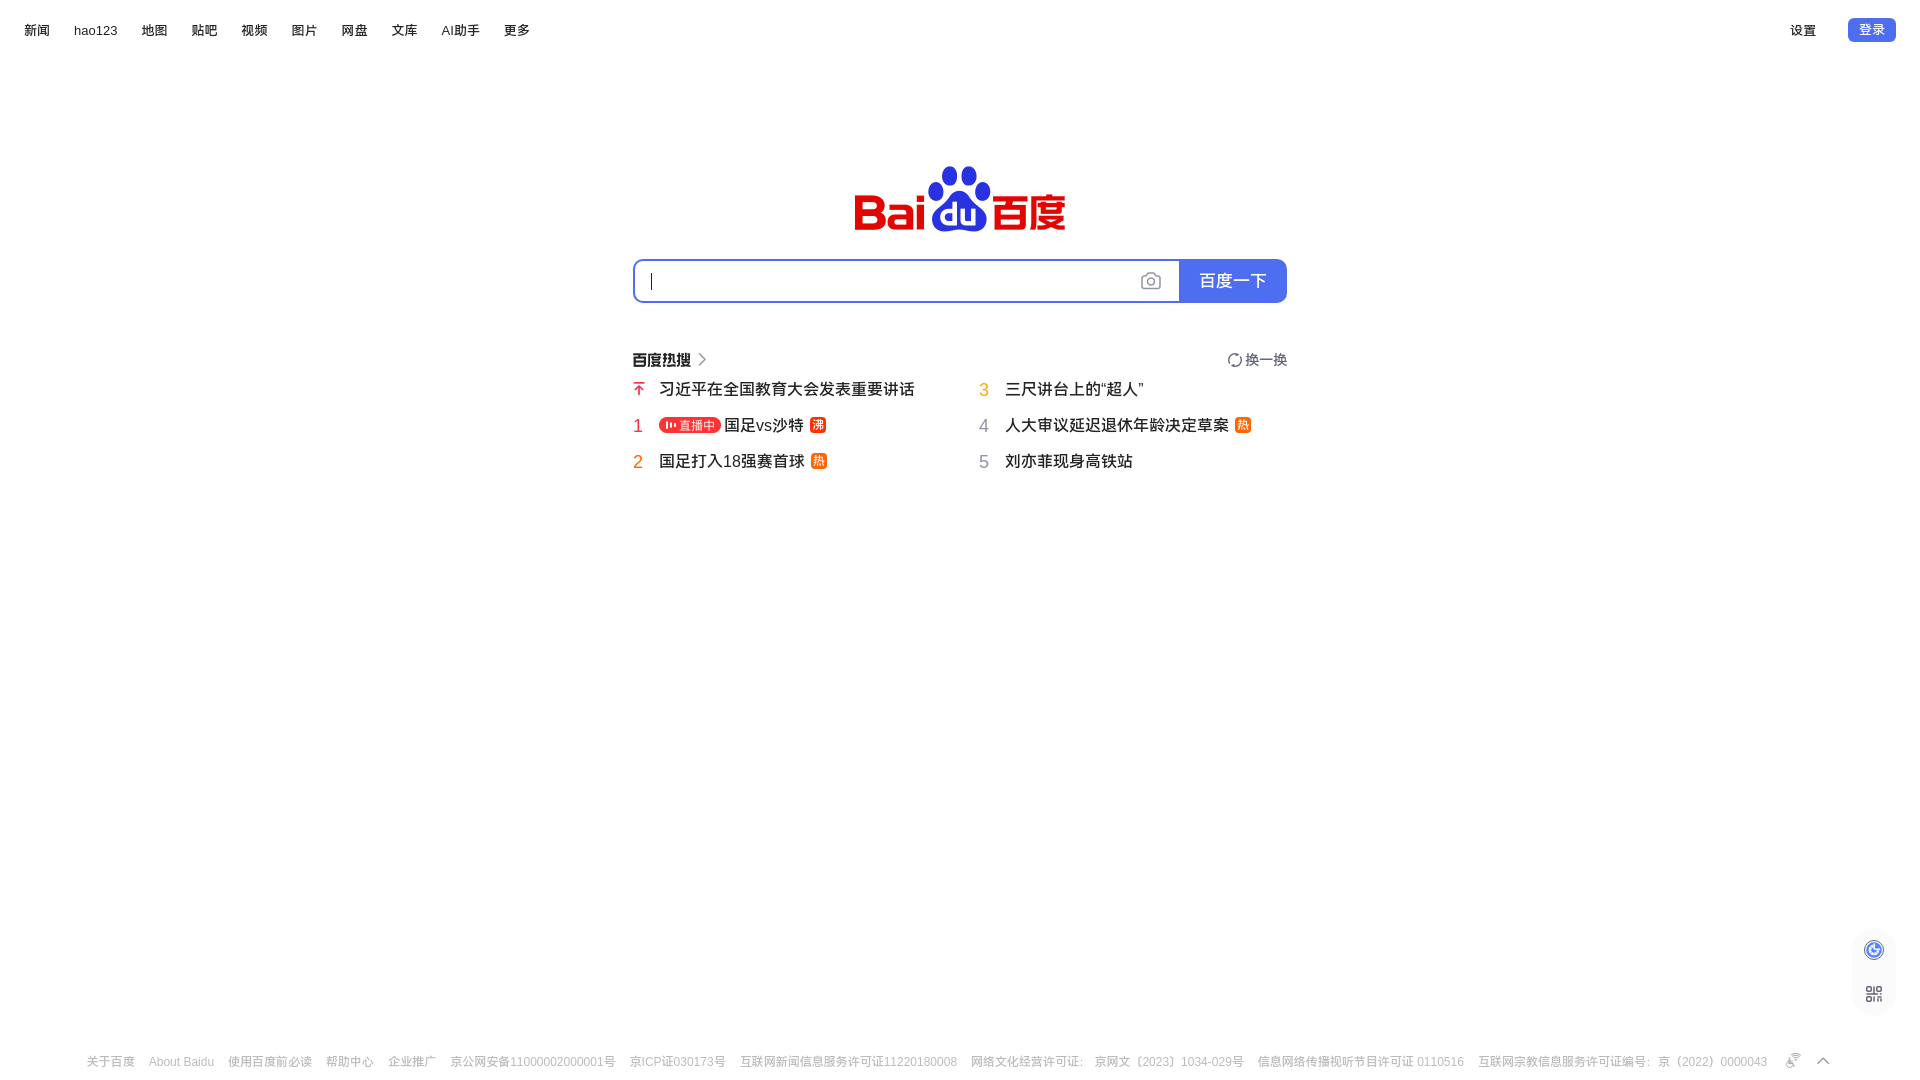 新闻 hao123 地图 贴吧 视频 图片 网盘 文库 AI助手 更多 设置 登录
Bai du 百度
百度一下
百度热搜 换一换
习近平在全国教育大会发表重要讲话
1 直播中 国足vs沙特 沸
2 国足打入18强赛首球 热
3 三尺讲台上的“超人”
4 人大审议延迟退休年龄决定草案 热
5 刘亦菲现身高铁站
关于百度 About Baidu 使用百度前必读 帮助中心 企业推广 京公网安备11000002000001号 京ICP证030173号 互联网新闻信息服务许可证11220180008 网络文化经营许可证： 京网文〔2023〕1034-029号 信息网络传播视听节目许可证 0110516 互联网宗教信息服务许可证编号：京（2022）0000043